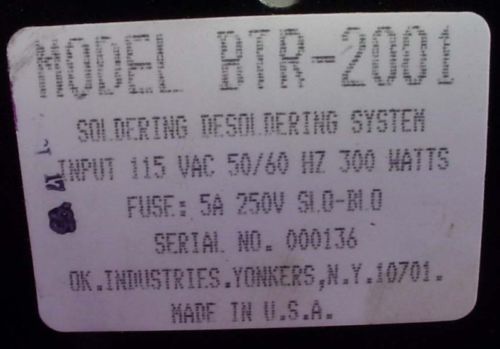 MODEL BTR-2001
SOLDERING DESOLDERING SYSTEM
INPUT 115 VAC 50/60 HZ 300 WATTS
FUSE: 5A 250V SLO-BLO
SERIAL NO. 000136
OK.INDUSTRIES.YONKERS,N.Y.10701.
MADE IN U.S.A.